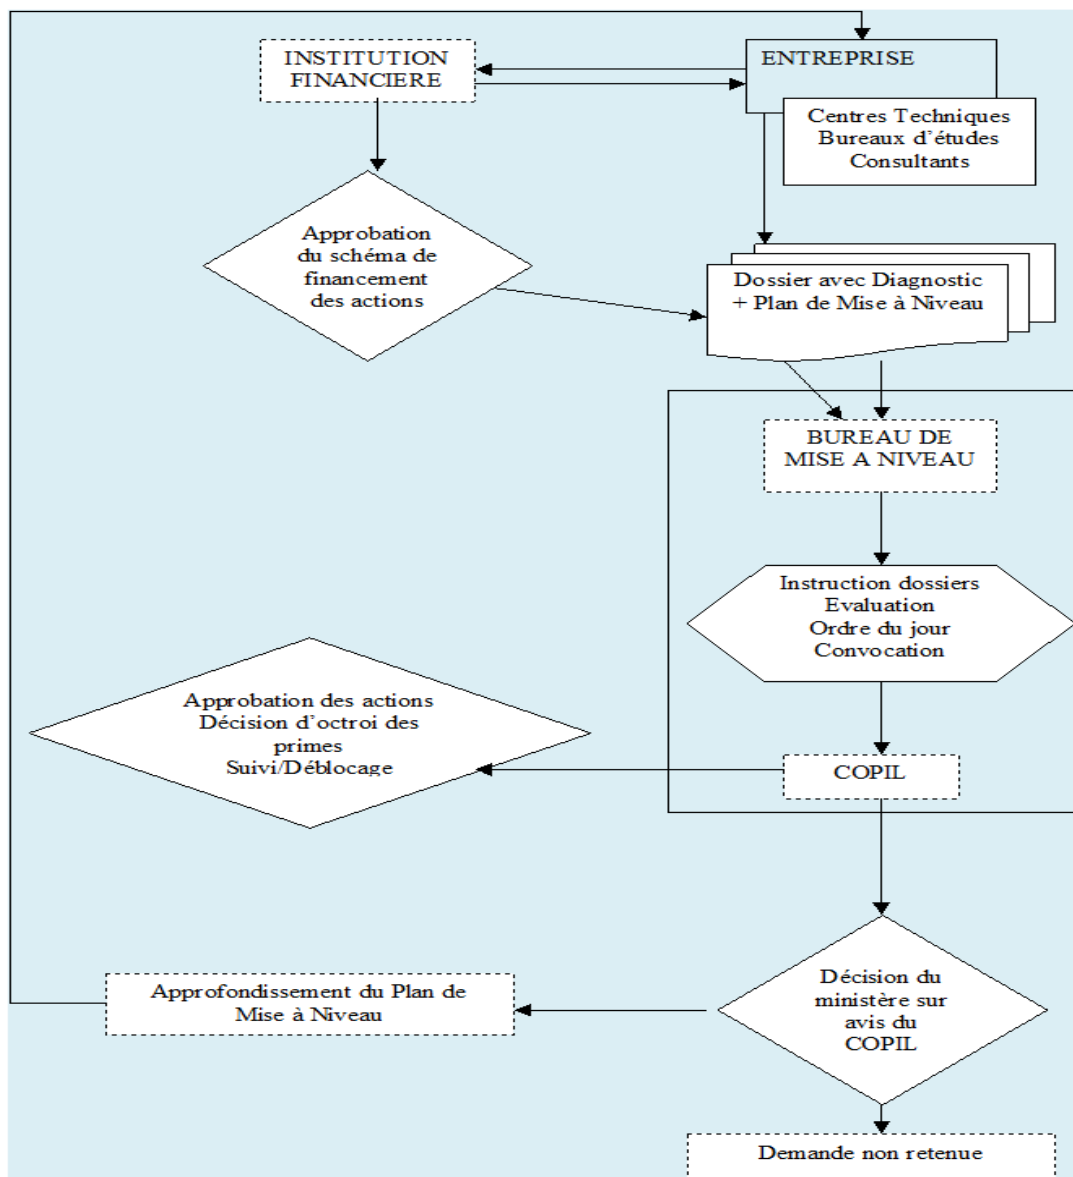 INSTITUTION
FINANCIERE
ENTREPRISE
Centres Techniques
Bureaux d'études
Consultants
Approbation
du schéma de
financement
des actions
Dossier avec Diagnostic
+ Plan de Mise à Niveau
BUREAU DE
MISE A NIVEAU
Instruction dossiers
Evaluation
Ordre du jour
Convocation
Approbation des actions
Décision d'octroi des
primes
Suivi/Déblocage
COPIL
Décision du
ministère sur
avis du
COPIL
Approfondissement du Plan de
Mise à Niveau
Demande non retenue